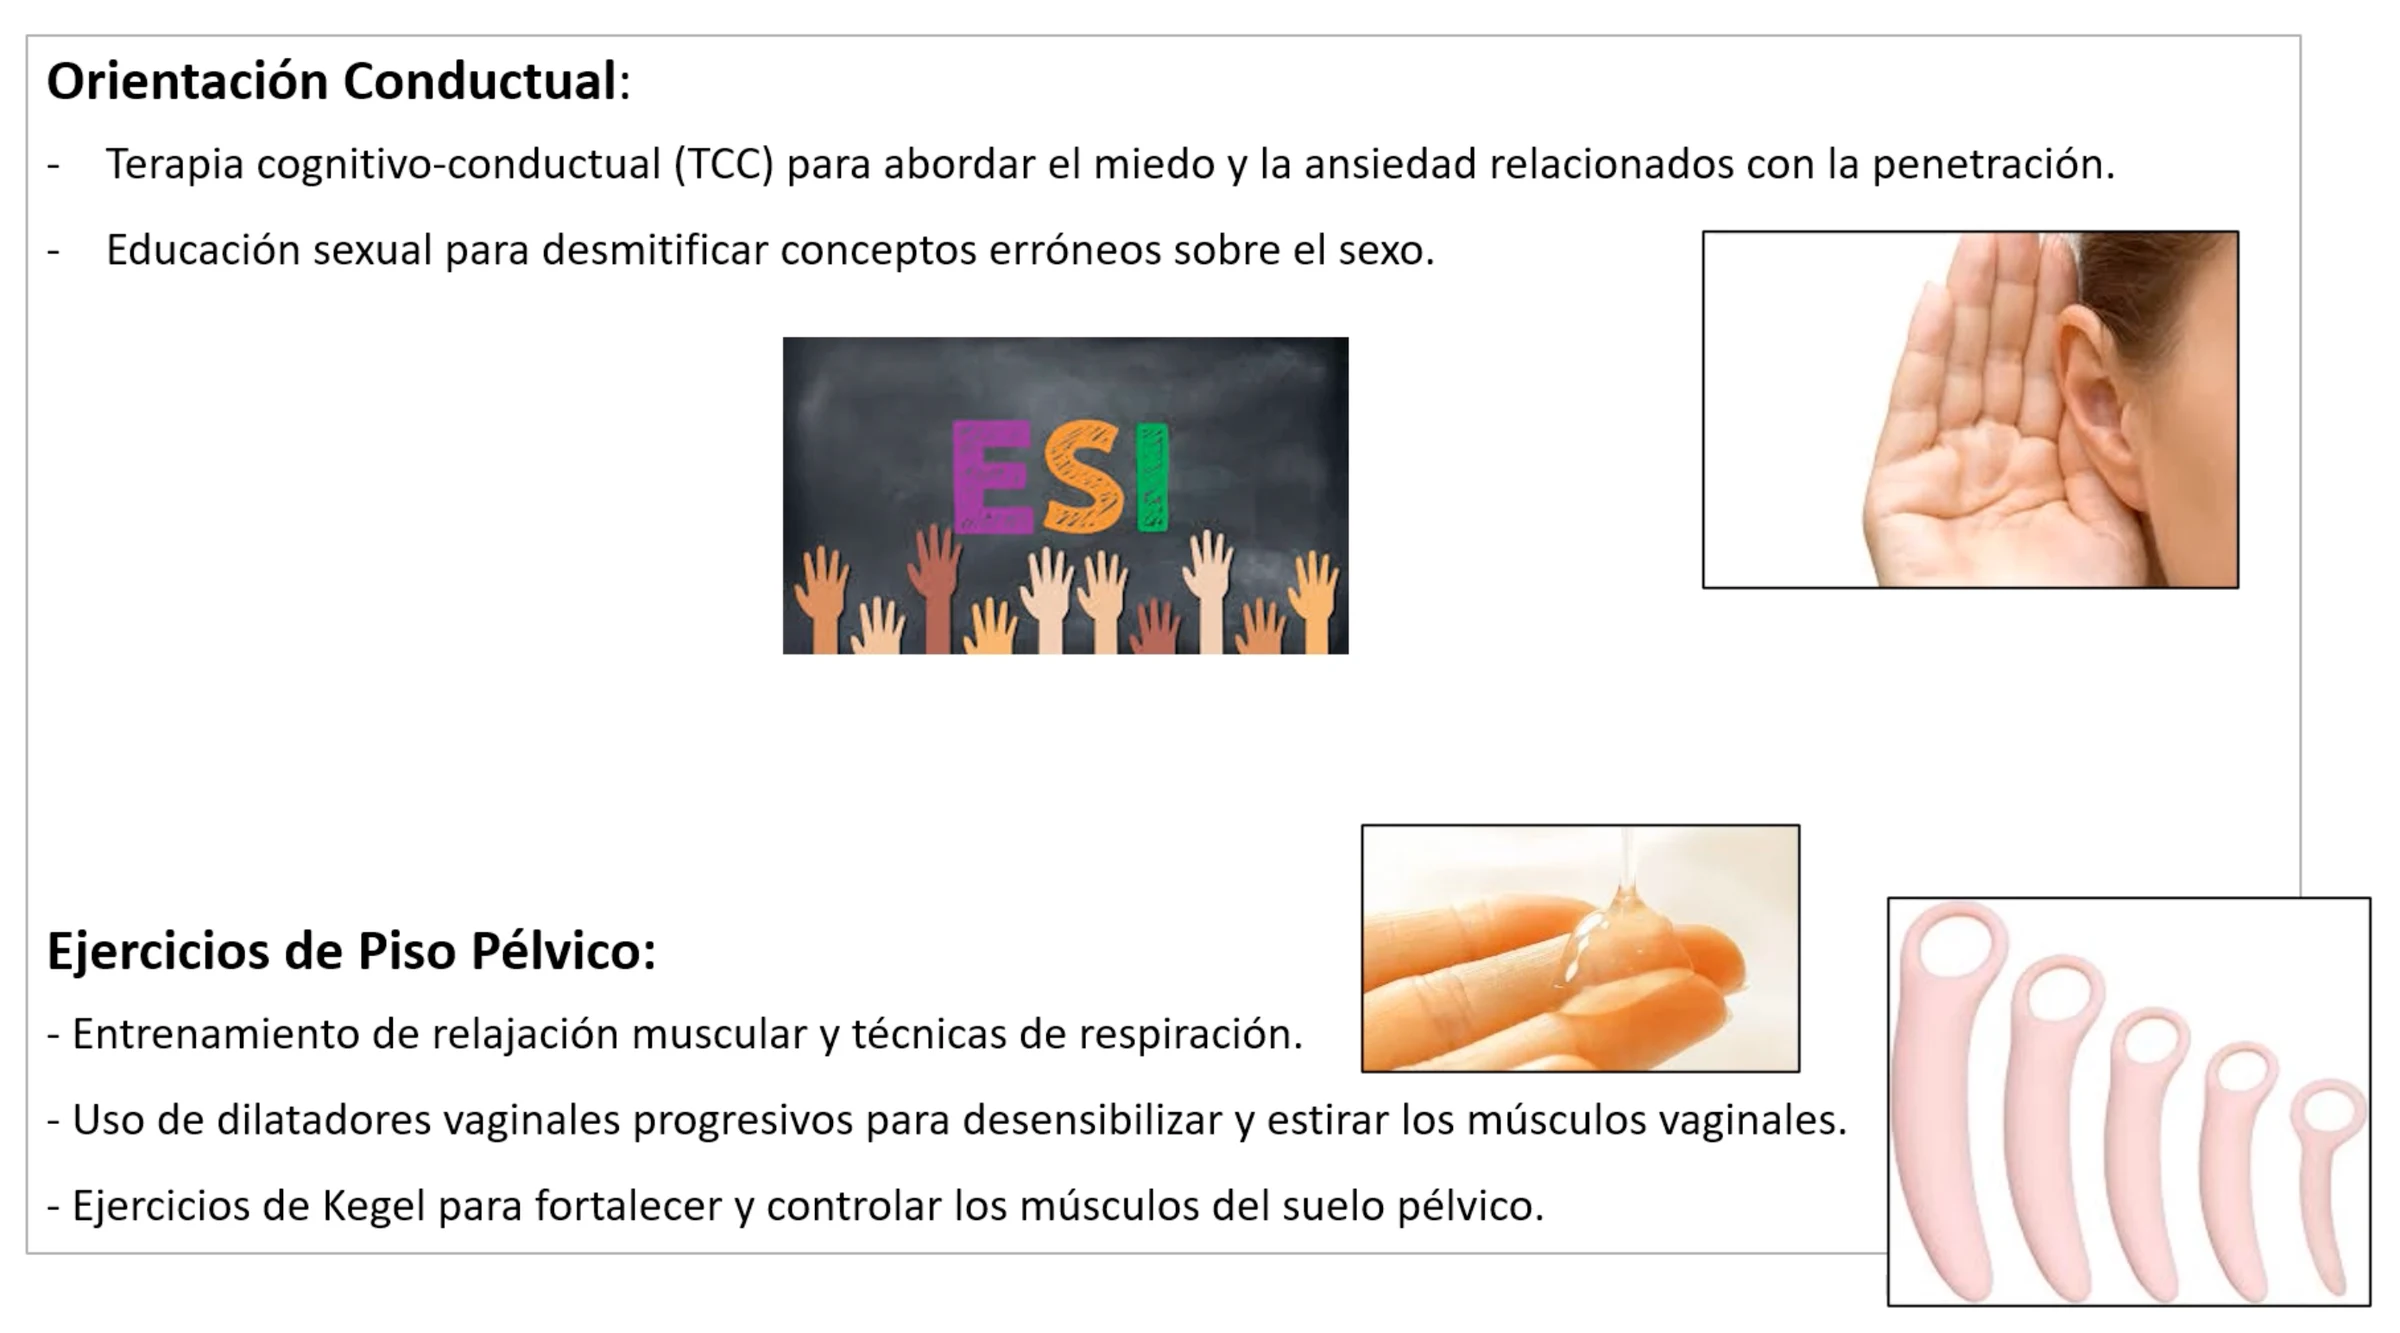 Orientación Conductual:
- Terapia cognitivo-conductual (TCC) para abordar el miedo y la ansiedad relacionados con la penetración.
- Educación sexual para desmitificar conceptos erróneos sobre el sexo.
ESI
Ejercicios de Piso Pélvico:
- Entrenamiento de relajación muscular y técnicas de respiración.
- Uso de dilatadores vaginales progresivos para desensibilizar y estirar los músculos vaginales.
- Ejercicios de Kegel para fortalecer y controlar los músculos del suelo pélvico.